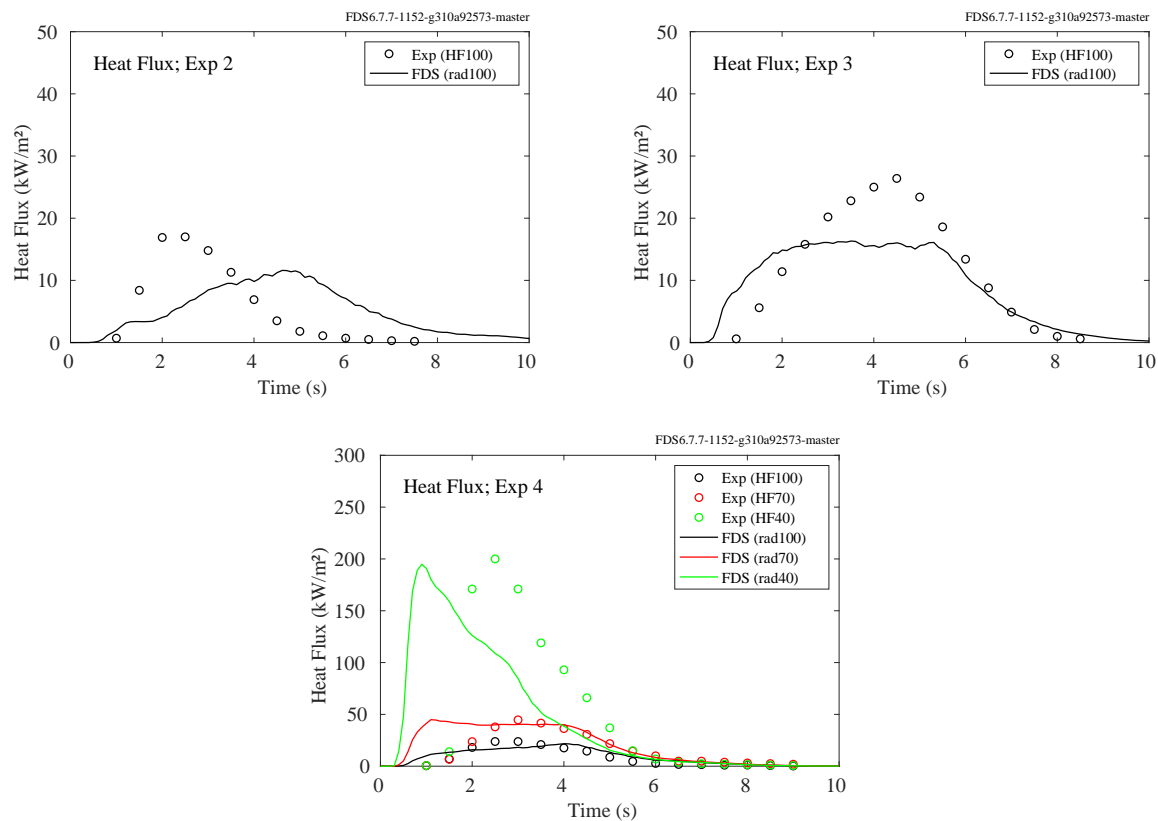 FDS6.7.7-1152-g310a92573-master
Heat Flux; Exp 2
Exp (HF100)
FDS (rad100)
50
40
30
20
10
0
Heat Flux (kW/m²)
0 2 4 6 8 10
Time (s)
FDS6.7.7-1152-g310a92573-master
Heat Flux; Exp 3
Exp (HF100)
FDS (rad100)
50
40
30
20
10
0
Heat Flux (kW/m²)
0 2 4 6 8 10
Time (s)
FDS6.7.7-1152-g310a92573-master
Heat Flux; Exp 4
Exp (HF100)
Exp (HF70)
Exp (HF40)
FDS (rad100)
FDS (rad70)
FDS (rad40)
300
250
200
150
100
50
0
Heat Flux (kW/m²)
0 2 4 6 8 10
Time (s)